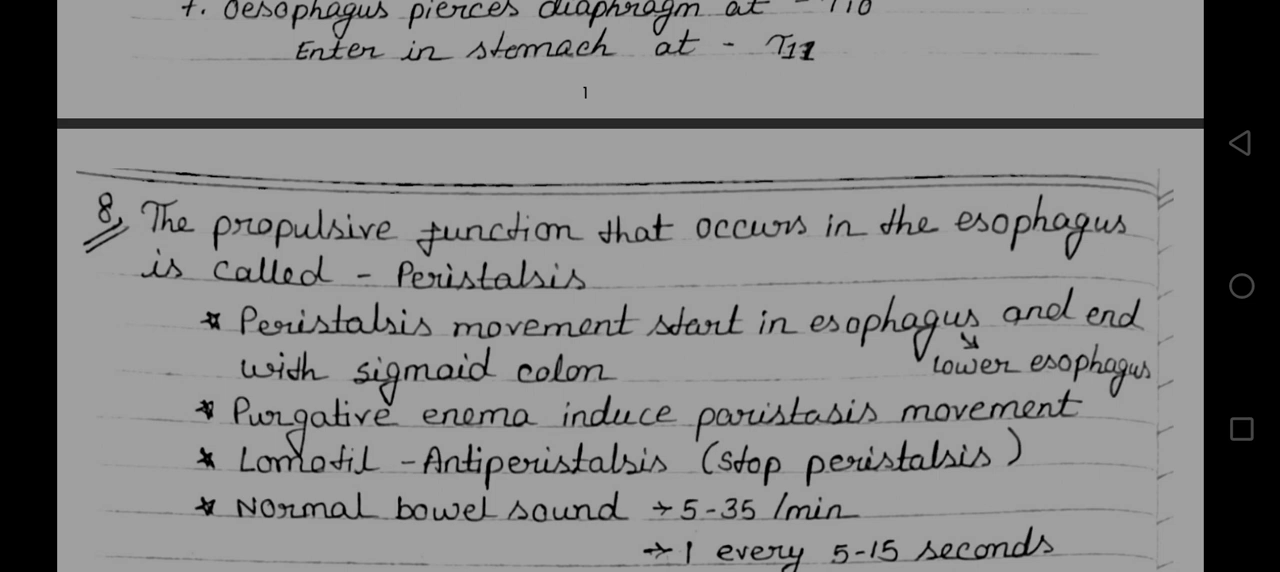 7. Oesophagus pierces diaphragm at - T10
Enter in stomach at - T11
1
8, The propulsive function that occurs in the esophagus
is called - Peristalsis
* Peristalsis movement start in esophagus and end
↘ lower esophagus
with sigmaid colon
* Purgative enema induce paristasis movement
* Lomotil - Antiperistalsis (stop peristalsis)
* Normal bowel sound → 5-35 /min
→ 1 every 5-15 seconds